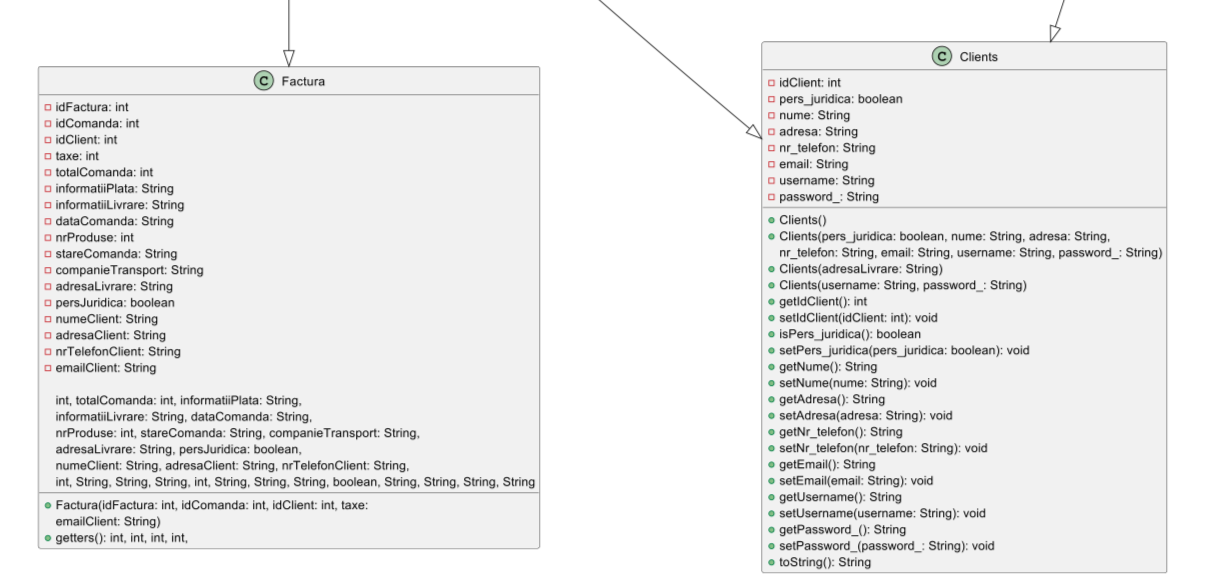 C Factura
idFactura: int
idComanda: int
idClient: int
taxe: int
totalComanda: int
informatiiPlata: String
informatiiLivrare: String
dataComanda: String
nrProduse: int
stareComanda: String
companieTransport: String
adresaLivrare: String
persJuridica: boolean
numeClient: String
adresaClient: String
nrTelefonClient: String
emailClient: String
int, totalComanda: int, informatiiPlata: String,
informatiiLivrare: String, dataComanda: String,
nrProduse: int, stareComanda: String, companieTransport: String,
adresaLivrare: String, persJuridica: boolean,
numeClient: String, adresaClient: String, nrTelefonClient: String,
int, String, String, String, int, String, String, String, boolean, String, String, String, String
Factura(idFactura: int, idComanda: int, idClient: int, taxe:
emailClient: String)
getters(): int, int, int, int,
C Clients
idClient: int
pers_juridica: boolean
nume: String
adresa: String
nr_telefon: String
email: String
username: String
password_: String
Clients()
Clients(pers_juridica: boolean, nume: String, adresa: String,
nr_telefon: String, email: String, username: String, password_: String)
Clients(adresaLivrare: String)
Clients(username: String, password_: String)
getIdClient(): int
setIdClient(idClient: int): void
isPers_juridica(): boolean
setPers_juridica(pers_juridica: boolean): void
getNume(): String
setNume(nume: String): void
getAdresa(): String
setAdresa(adresa: String): void
getNr_telefon(): String
setNr_telefon(nr_telefon: String): void
getEmail(): String
setEmail(email: String): void
getUsername(): String
setUsername(username: String): void
getPassword_(): String
setPassword_(password_: String): void
toString(): String